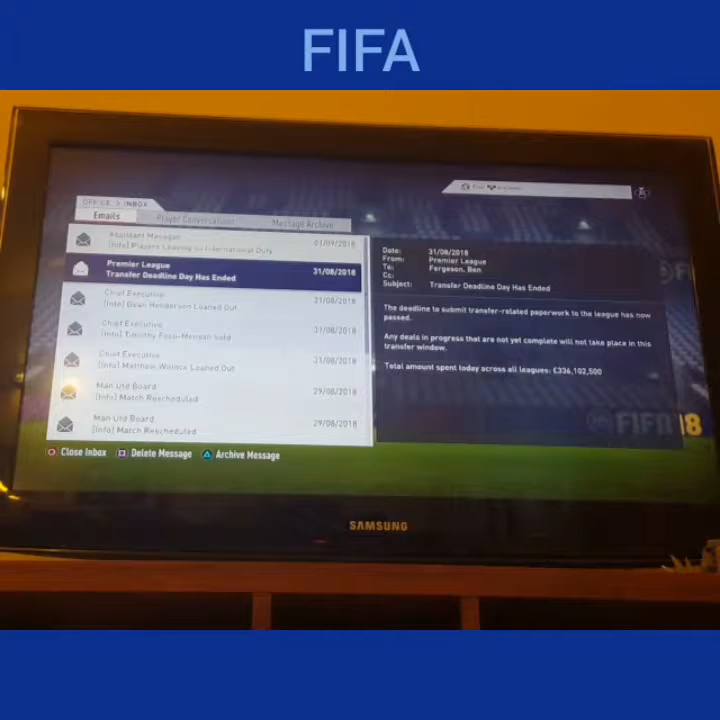 FIFA
OFFICE > INBOX
Emails
Player Conversations
Message Archive
Assistant Manager
[Info] Players Leaving on International Duty
01/09/2018
Premier League
Transfer Deadline Day Has Ended
31/08/2018
Chief Executive
[Info] Dean Henderson Loaned Out
31/08/2018
Chief Executive
[Info] Timothy Fosu-Mensah Sold
31/08/2018
Chief Executive
[Info] Matthew Willock Loaned Out
31/08/2018
Man Utd Board
[Info] Match Rescheduled
29/08/2018
Man Utd Board
[Info] Match Rescheduled
29/08/2018
Date: 31/08/2018
From: Premier League
To: Fergeson, Ben
Cc:
Subject: Transfer Deadline Day Has Ended
The deadline to submit transfer-related paperwork to the league has now
passed.
Any deals in progress that are not yet complete will not take place in this
transfer window.
Total amount spent today across all leagues: £336,102,500
FIFA 18
Close Inbox
Delete Message
Archive Message
SAMSUNG